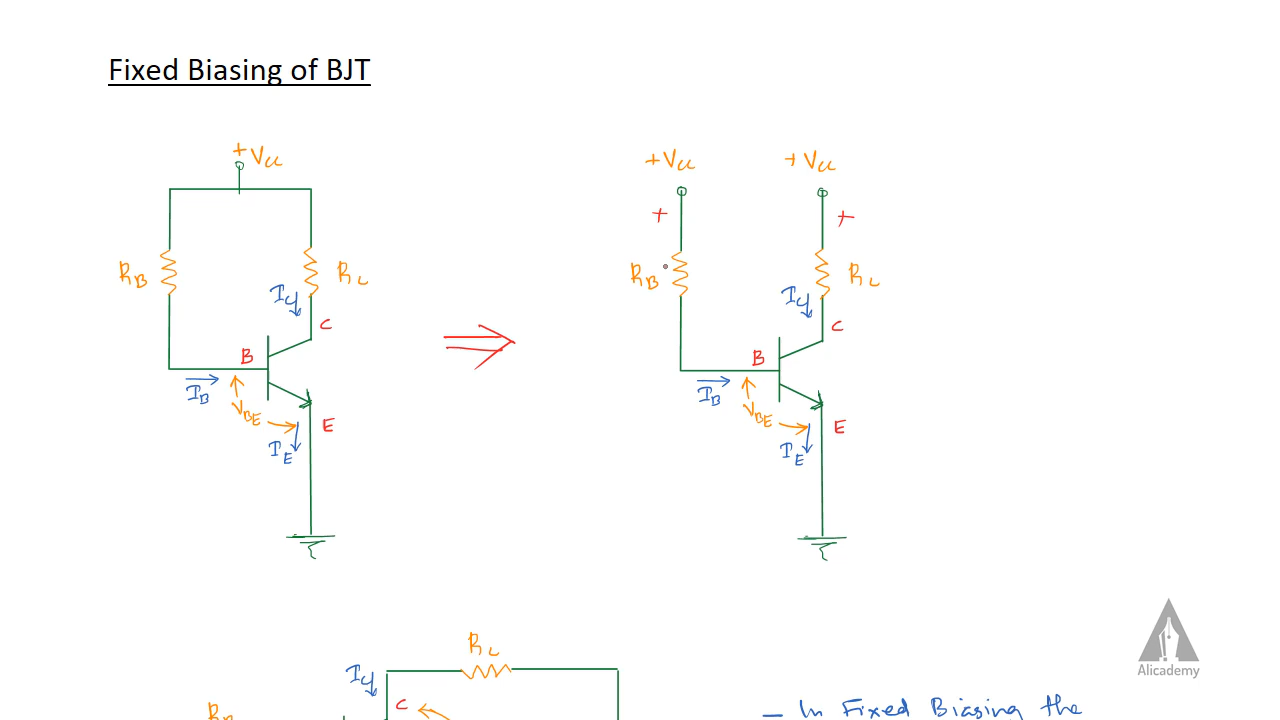 Fixed Biasing of BJT
+Vcc
+Vcc
+Vcc
+
+
RB
Rc
RB
Rc
Ic
Ic
C
C
B
B
IB
IB
VBE
VBE
E
E
IE
IE
Rc
Ic
C
RB
Alicademy
– In Fixed Biasing the